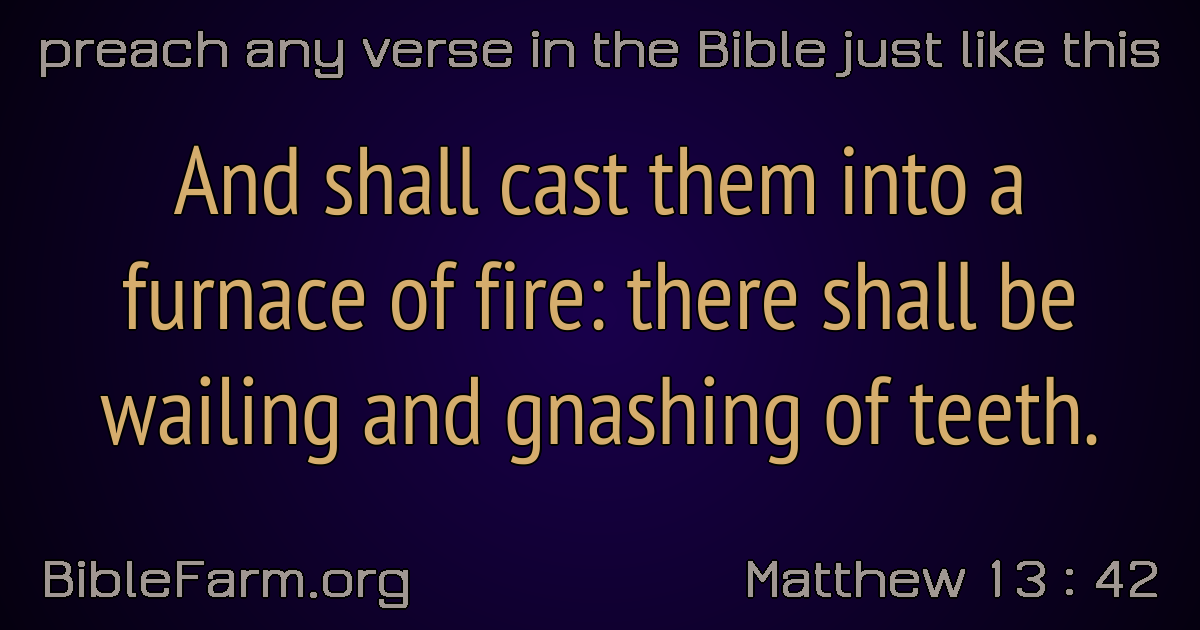 preach any verse in the Bible just like this
And shall cast them into a
furnace of fire: there shall be
wailing and gnashing of teeth.
BibleFarm.org
Matthew 13 : 42